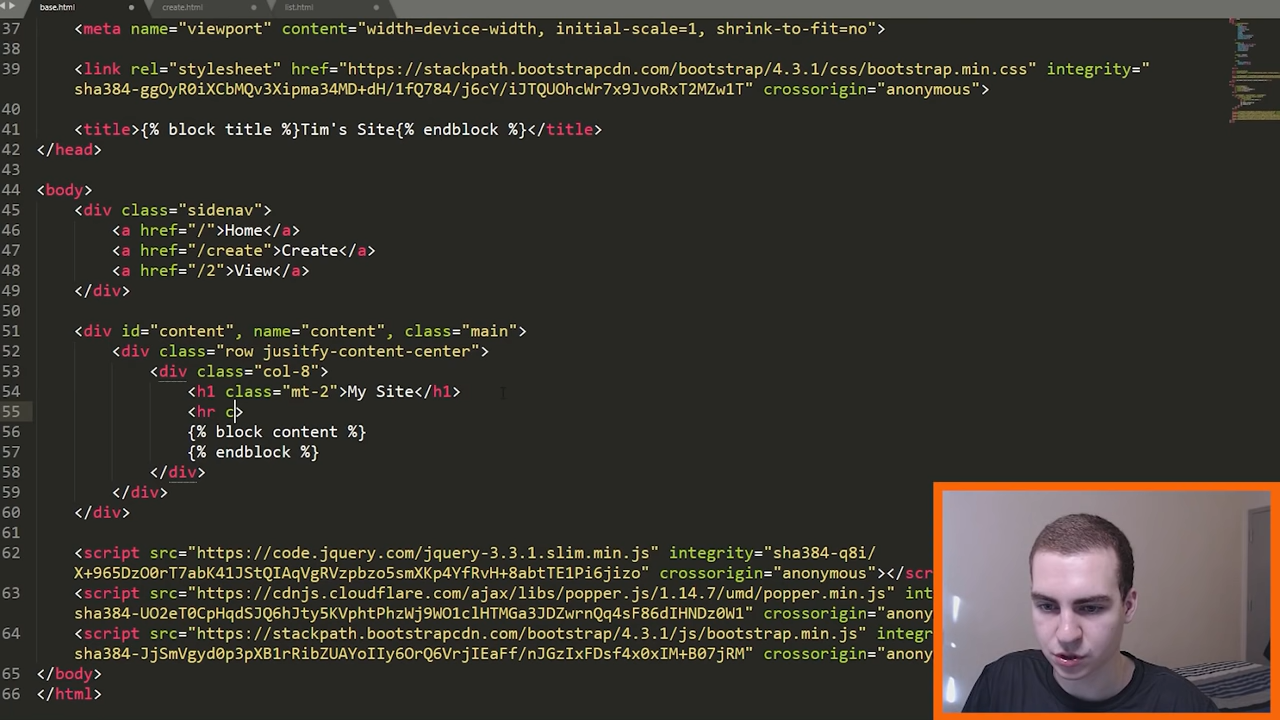 base.html create.html list.html
37 <meta name="viewport" content="width=device-width, initial-scale=1, shrink-to-fit=no">
38
39 <link rel="stylesheet" href="https://stackpath.bootstrapcdn.com/bootstrap/4.3.1/css/bootstrap.min.css" integrity="
sha384-ggOyR0iXCbMQv3Xipma34MD+dH/1fQ784/j6cY/iJTQUOhcWr7x9JvoRxT2MZw1T" crossorigin="anonymous">
40
41 <title>{% block title %}Tim's Site{% endblock %}</title>
42 </head>
43
44 <body>
45 <div class="sidenav">
46 <a href="/">Home</a>
47 <a href="/create">Create</a>
48 <a href="/2">View</a>
49 </div>
50
51 <div id="content", name="content", class="main">
52 <div class="row jusitfy-content-center">
53 <div class="col-8">
54 <h1 class="mt-2">My Site</h1>
55 <hr c>
56 {% block content %}
57 {% endblock %}
58 </div>
59 </div>
60 </div>
61
62 <script src="https://code.jquery.com/jquery-3.3.1.slim.min.js" integrity="sha384-q8i/
X+965DzO0rT7abK41JStQIAqVgRVzpbzo5smXKp4YfRvH+8abtTE1Pi6jizo" crossorigin="anonymous"></scr
63 <script src="https://cdnjs.cloudflare.com/ajax/libs/popper.js/1.14.7/umd/popper.min.js" inte
sha384-UO2eT0CpHqdSJQ6hJty5KVphtPhzWj9WO1clHTMGa3JDZwrnQq4sF86dIHNDz0W1" crossorigin="anony
64 <script src="https://stackpath.bootstrapcdn.com/bootstrap/4.3.1/js/bootstrap.min.js" integri
sha384-JjSmVgyd0p3pXB1rRibZUAYoIIy6OrQ6VrjIEaFf/nJGzIxFDsf4x0xIM+B07jRM" crossorigin="anony
65 </body>
66 </html>